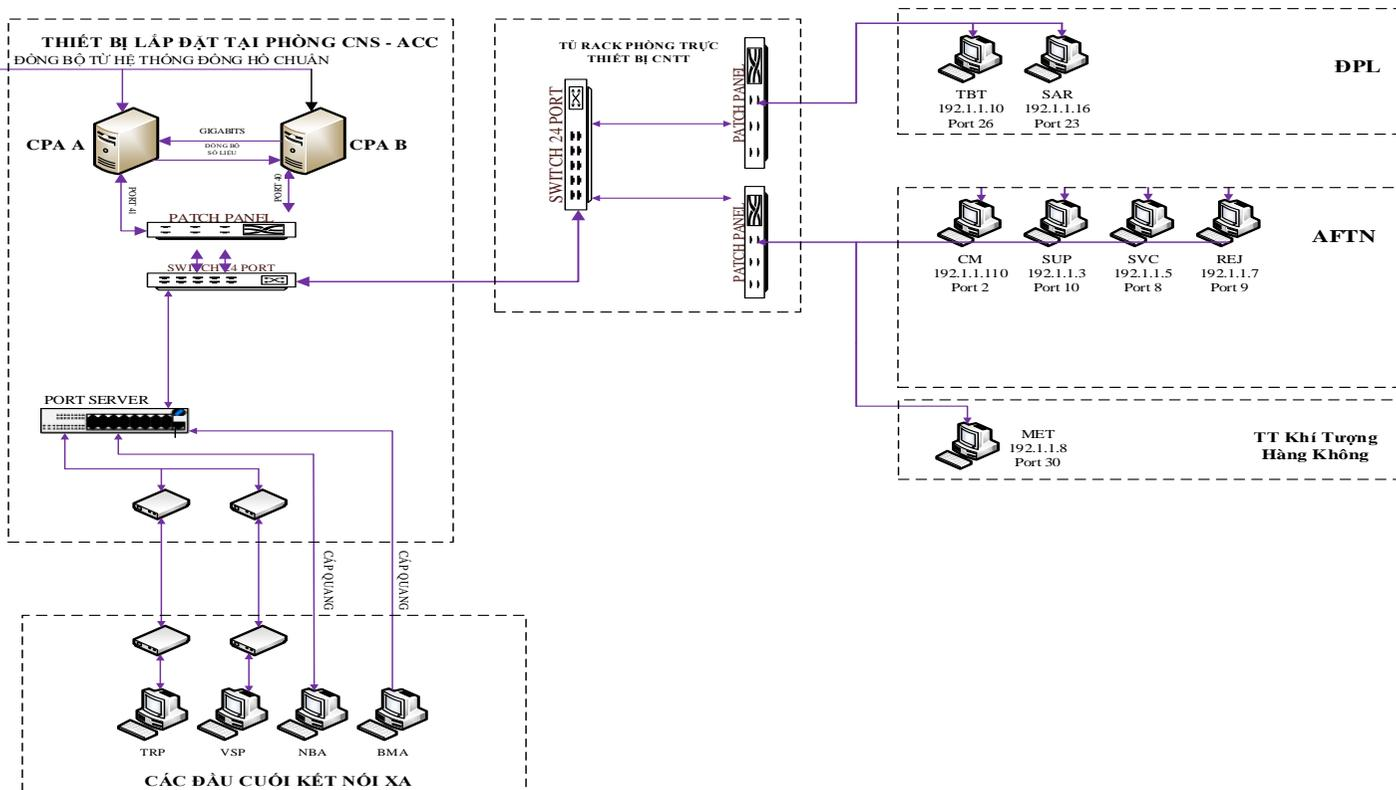 THIẾT BỊ LẮP ĐẶT TẠI PHÒNG CNS - ACC
ĐỒNG BỘ TỪ HỆ THỐNG ĐỒNG HỒ CHUẨN
CPA A
GIGABITS
ĐỒNG BỘ
SỐ LIỆU
CPA B
PORT 41
PORT 40
PATCH PANEL
SWITCH 24 PORT
PORT SERVER
CÁP QUANG
CÁP QUANG
TRP
VSP
NBA
BMA
CÁC ĐẦU CUỐI KẾT NỐI XA
TỦ RACK PHÒNG TRỰC
THIẾT BỊ CNTT
SWITCH 24 PORT
PATCH PANEL
PATCH PANEL
TBT
192.1.1.10
Port 26
SAR
192.1.1.16
Port 23
ĐPL
CM
192.1.1.110
Port 2
SUP
192.1.1.3
Port 10
SVC
192.1.1.5
Port 8
REJ
192.1.1.7
Port 9
AFTN
MET
192.1.1.8
Port 30
TT Khí Tượng
Hàng Không